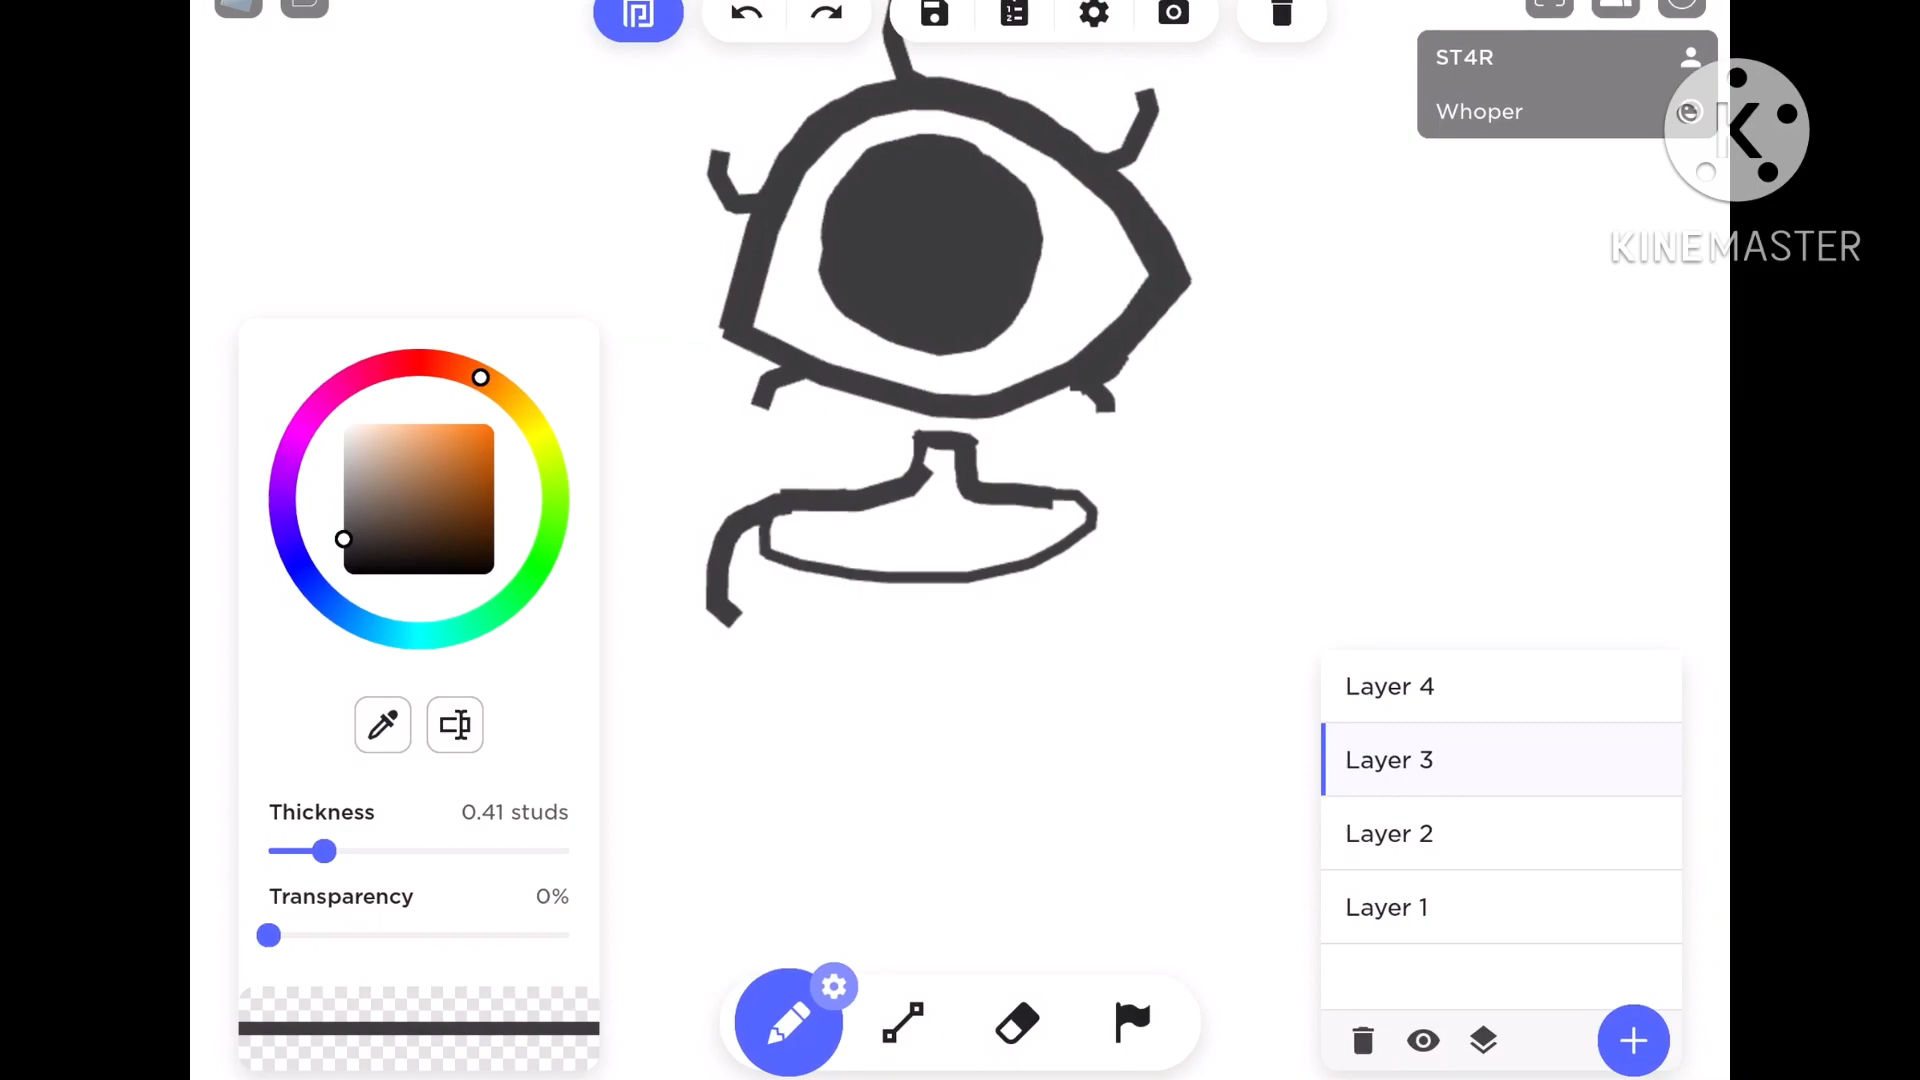 ST4R
Whoper
KINEMASTER
Thickness 0.41 studs
Transparency 0%
Layer 4
Layer 3
Layer 2
Layer 1